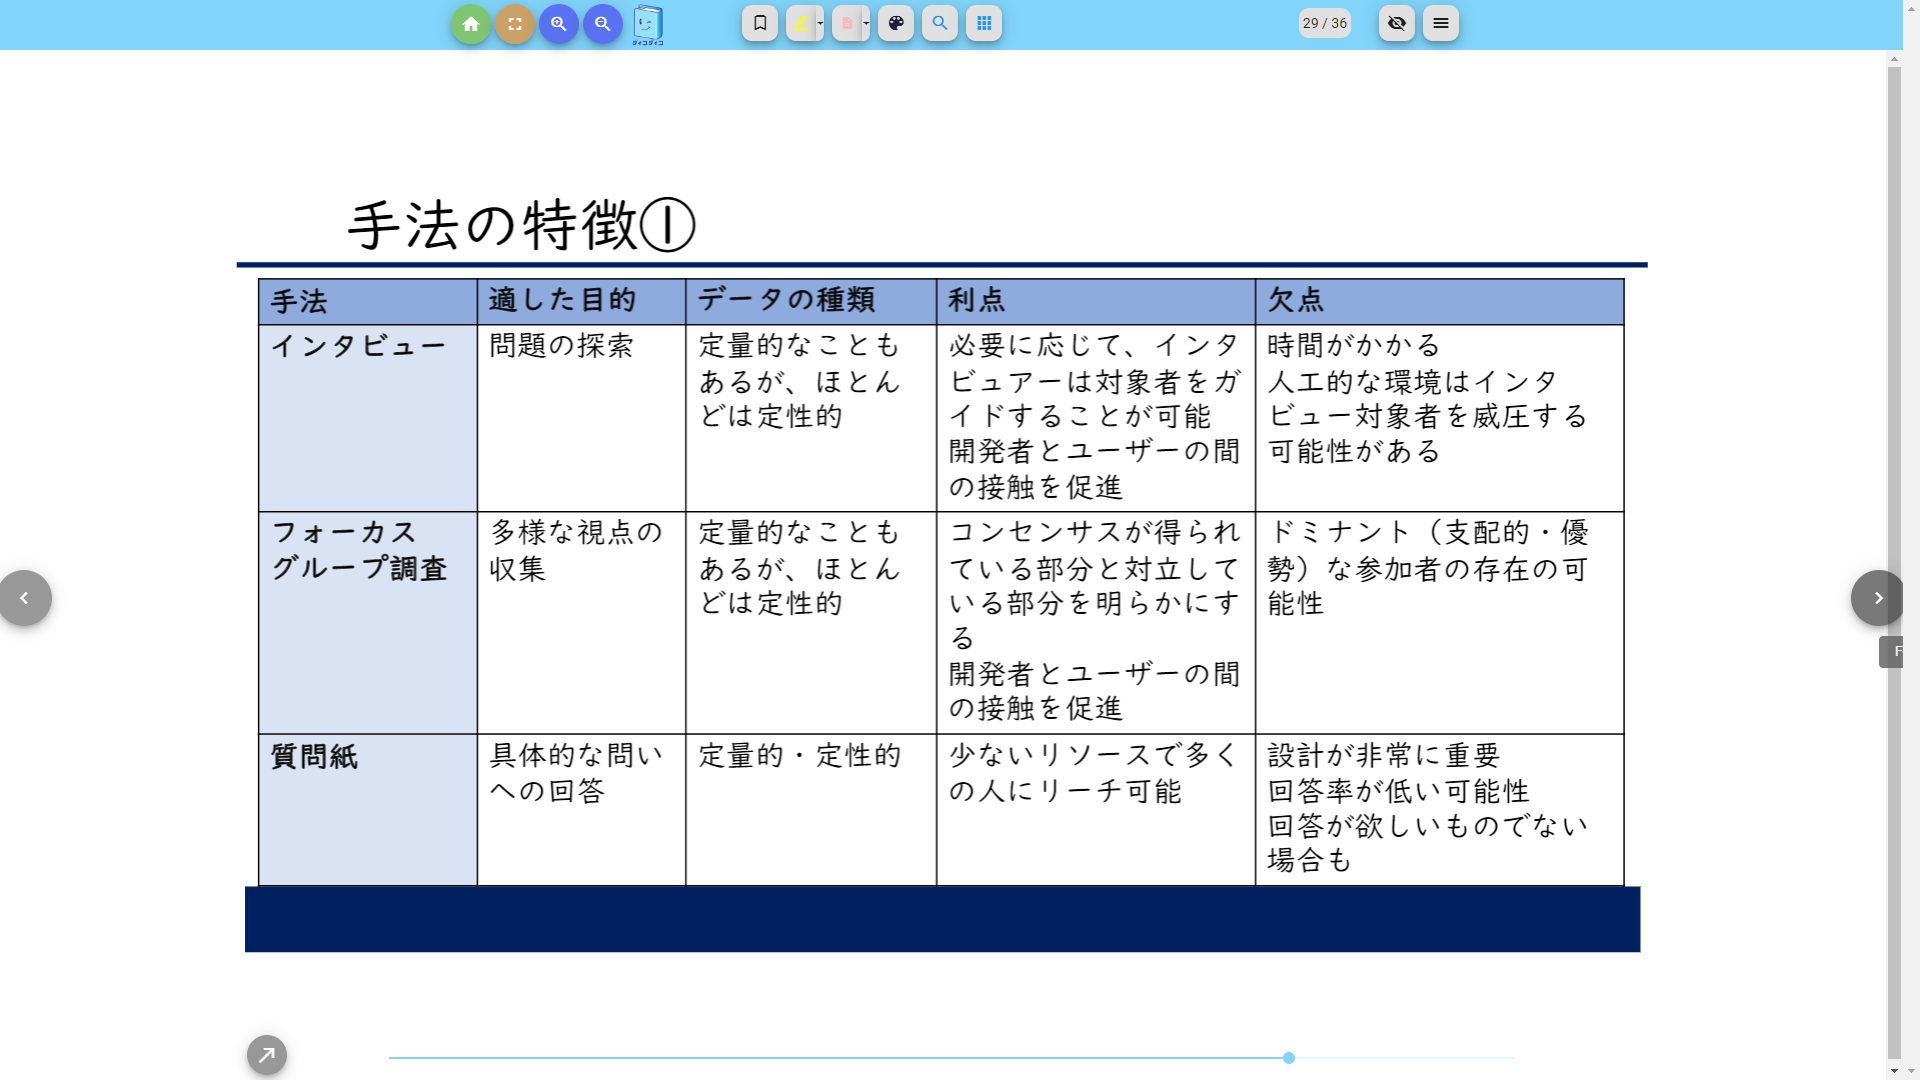 ダイコダイコ
29 / 36
手法の特徴①
手法
適した目的
データの種類
利点
欠点
インタビュー
問題の探索
定量的なことも
あるが、ほとん
どは定性的
必要に応じて、インタ
ビュアーは対象者をガ
イドすることが可能
開発者とユーザーの間
の接触を促進
時間がかかる
人工的な環境はインタ
ビュー対象者を威圧する
可能性がある
フォーカス
グループ調査
多様な視点の
収集
定量的なことも
あるが、ほとん
どは定性的
コンセンサスが得られ
ている部分と対立して
いる部分を明らかにす
る
開発者とユーザーの間
の接触を促進
ドミナント（支配的・優
勢）な参加者の存在の可
能性
質問紙
具体的な問い
への回答
定量的・定性的
少ないリソースで多く
の人にリーチ可能
設計が非常に重要
回答率が低い可能性
回答が欲しいものでない
場合も
F